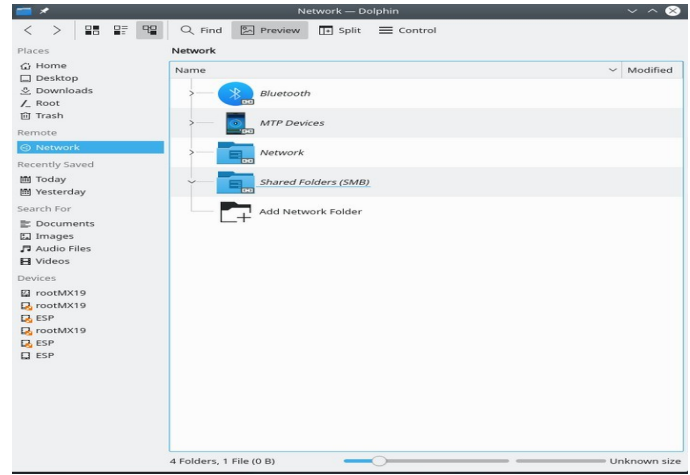 Network — Dolphin
Find Preview Split Control
Places
Home
Desktop
Downloads
Root
Trash
Remote
Network
Recently Saved
Today
Yesterday
Search For
Documents
Images
Audio Files
Videos
Devices
rootMX19
rootMX19
ESP
rootMX19
ESP
ESP
Network
Name Modified
Bluetooth
MTP Devices
Network
Shared Folders (SMB)
Add Network Folder
4 Folders, 1 File (0 B) Unknown size